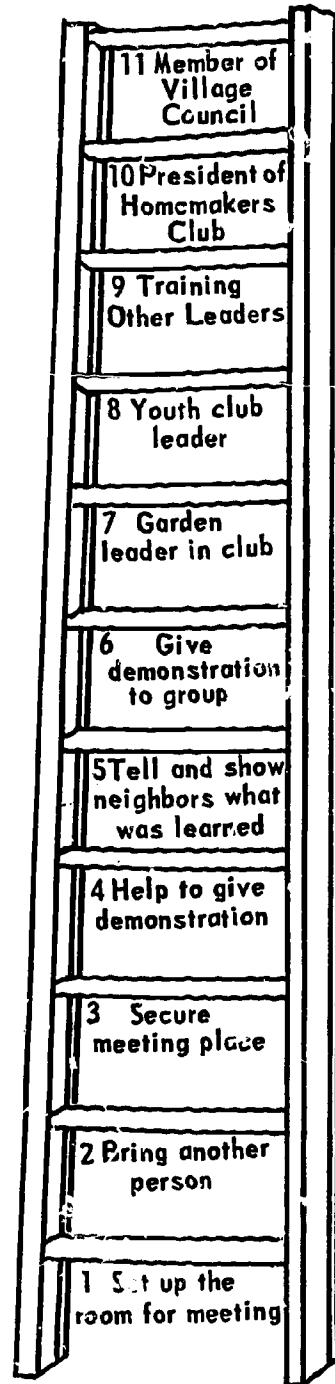 11 Member of
Village
Council
10 President of
Homemakers
Club
9 Training
Other Leaders
8 Youth club
leader
7 Garden
leader in club
6 Give
demonstration
to group
5 Tell and show
neighbors what
was learned
4 Help to give
demonstration
3 Secure
meeting place
2 Bring another
person
1 Set up the
room for meeting